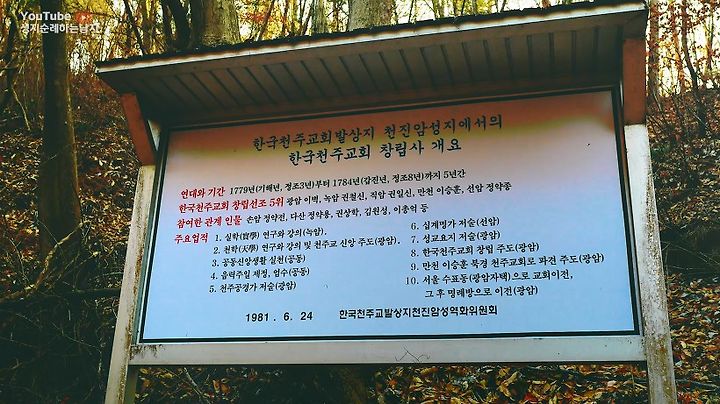 YouTube
성지순례하는남자
한국천주교회발상지 천진암성지에서의
한국천주교회 창립사 개요
연대와 기간 1779년(기해년, 정조3년)부터 1784년(갑진년, 정조8년)까지 5년간
한국천주교회 창립선조 5위 광암 이벽, 녹암 권철신, 직암 권일신, 만천 이승훈, 선암 정약종
참여한 관계 인물 손암 정약전, 다산 정약용, 권상학, 김원성, 이총억 등
주요업적 1. 실학(實學) 연구와 강의(녹암).
2. 천학(天學) 연구와 강의 및 천주교 신앙 주도(광암).
3. 공동신앙생활 실천(공동)
4. 음력주일 제정, 엄수(공동)
5. 천주공경가 저술(광암)
6. 십계명가 저술(선암)
7. 성교요지 저술(광암)
8. 한국천주교회 창립 주도(광암)
9. 만천 이승훈 북경 천주교회로 파견 주도(광암)
10. 서울 수표동(광암자택)으로 교회이전,
그 후 명례방으로 이전(광암)
1981 . 6 . 24 한국천주교발상지천진암성역화위원회